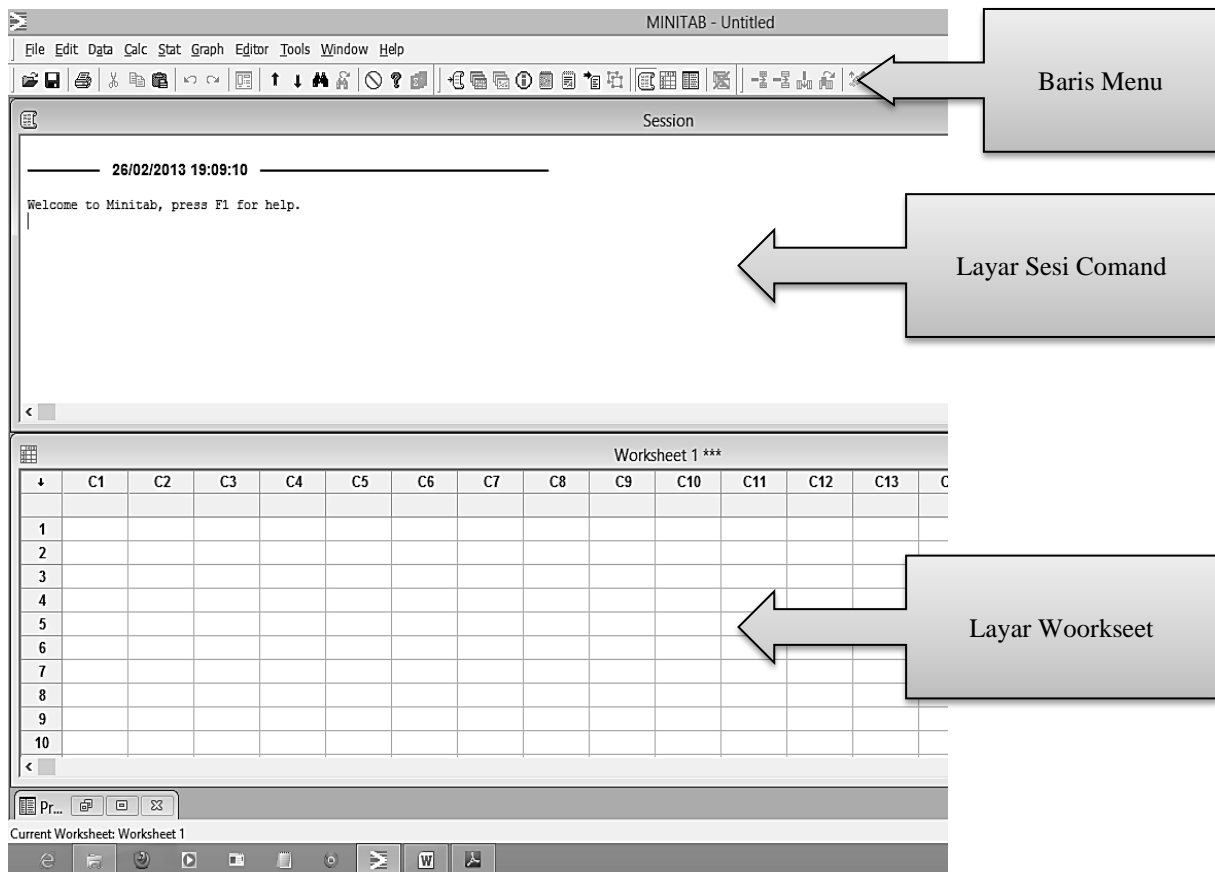 MINITAB - Untitled
File Edit Data Calc Stat Graph Editor Tools Window Help
Baris Menu
Session
26/02/2013 19:09:10
Welcome to Minitab, press F1 for help.
Layar Sesi Comand
Worksheet 1 ***
↓ C1 C2 C3 C4 C5 C6 C7 C8 C9 C10 C11 C12 C13 C
1
2
3
4
5
6
7
8
9
10
Layar Woorkseet
Pr...
Current Worksheet: Worksheet 1